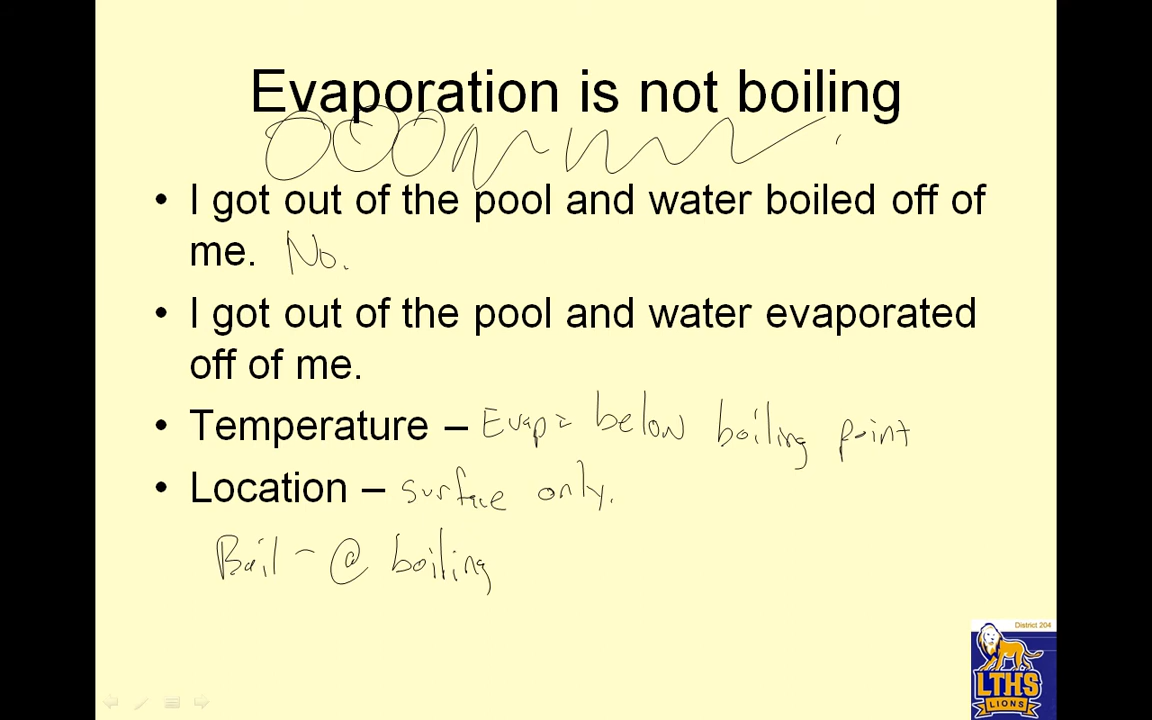 Evaporation is not boiling
• I got out of the pool and water boiled off of
me. No.
• I got out of the pool and water evaporated
off of me.
• Temperature – Evap = below boiling point
• Location – surface only.
Boil - @ boiling
District 204
LTHS
LIONS